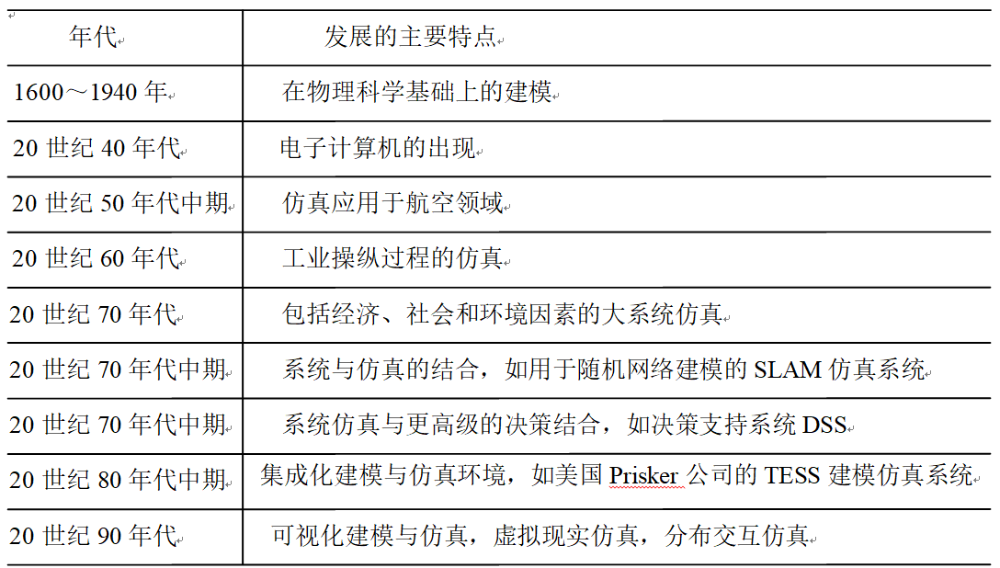 年代 发展的主要特点
1600～1940 年 在物理科学基础上的建模
20 世纪 40 年代 电子计算机的出现
20 世纪 50 年代中期 仿真应用于航空领域
20 世纪 60 年代 工业操纵过程的仿真
20 世纪 70 年代 包括经济、社会和环境因素的大系统仿真
20 世纪 70 年代中期 系统与仿真的结合，如用于随机网络建模的 SLAM 仿真系统
20 世纪 70 年代中期 系统仿真与更高级的决策结合，如决策支持系统 DSS
20 世纪 80 年代中期 集成化建模与仿真环境，如美国 Prisker 公司的 TESS 建模仿真系统
20 世纪 90 年代 可视化建模与仿真，虚拟现实仿真，分布交互仿真